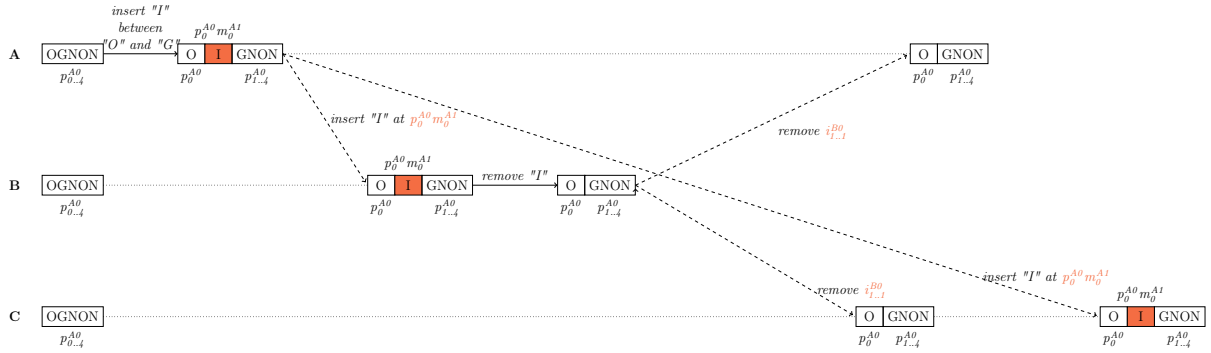 insert "I"
between
"O" and "G"
p_0^{A0} m_0^{A1}
A OGNON O I GNON O GNON
p_{0..4}^{A0} p_0^{A0} p_{1..4}^{A0} p_0^{A0} p_{1..4}^{A0}
insert "I" at p_0^{A0} m_0^{A1}
remove i_{1..1}^{B0}
p_0^{A0} m_0^{A1}
B OGNON O I GNON remove "I" O GNON
p_{0..4}^{A0} p_0^{A0} p_{1..4}^{A0} p_0^{A0} p_{1..4}^{A0}
insert "I" at p_0^{A0} m_0^{A1}
remove i_{1..1}^{B0}
p_0^{A0} m_0^{A1}
C OGNON O GNON O I GNON
p_{0..4}^{A0} p_0^{A0} p_{1..4}^{A0} p_0^{A0} p_{1..4}^{A0}